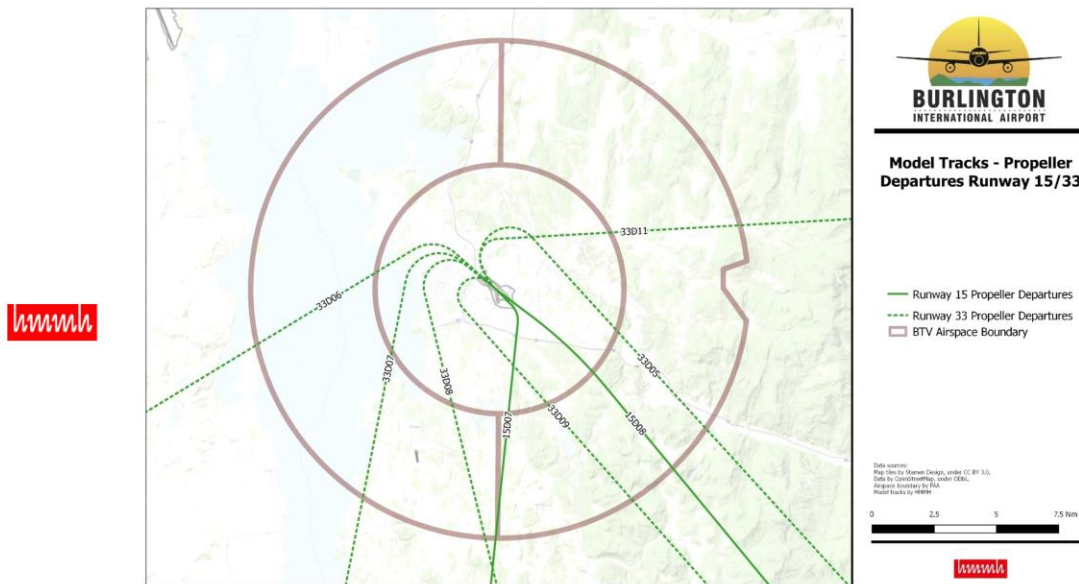 hmmh
33D11
33D06
33D07
33D08
33D05
15D07
33D09
15D08
BURLINGTON
INTERNATIONAL AIRPORT
Model Tracks - Propeller
Departures Runway 15/33
Runway 15 Propeller Departures
Runway 33 Propeller Departures
BTV Airspace Boundary
Data sources:
Map tiles by Stamen Design, under CC BY 3.0.
Data by OpenStreetMap, under ODbL.
Airspace boundary by FAA
Model tracks by HMMH
0 2.5 5 7.5 Nm
hmmh